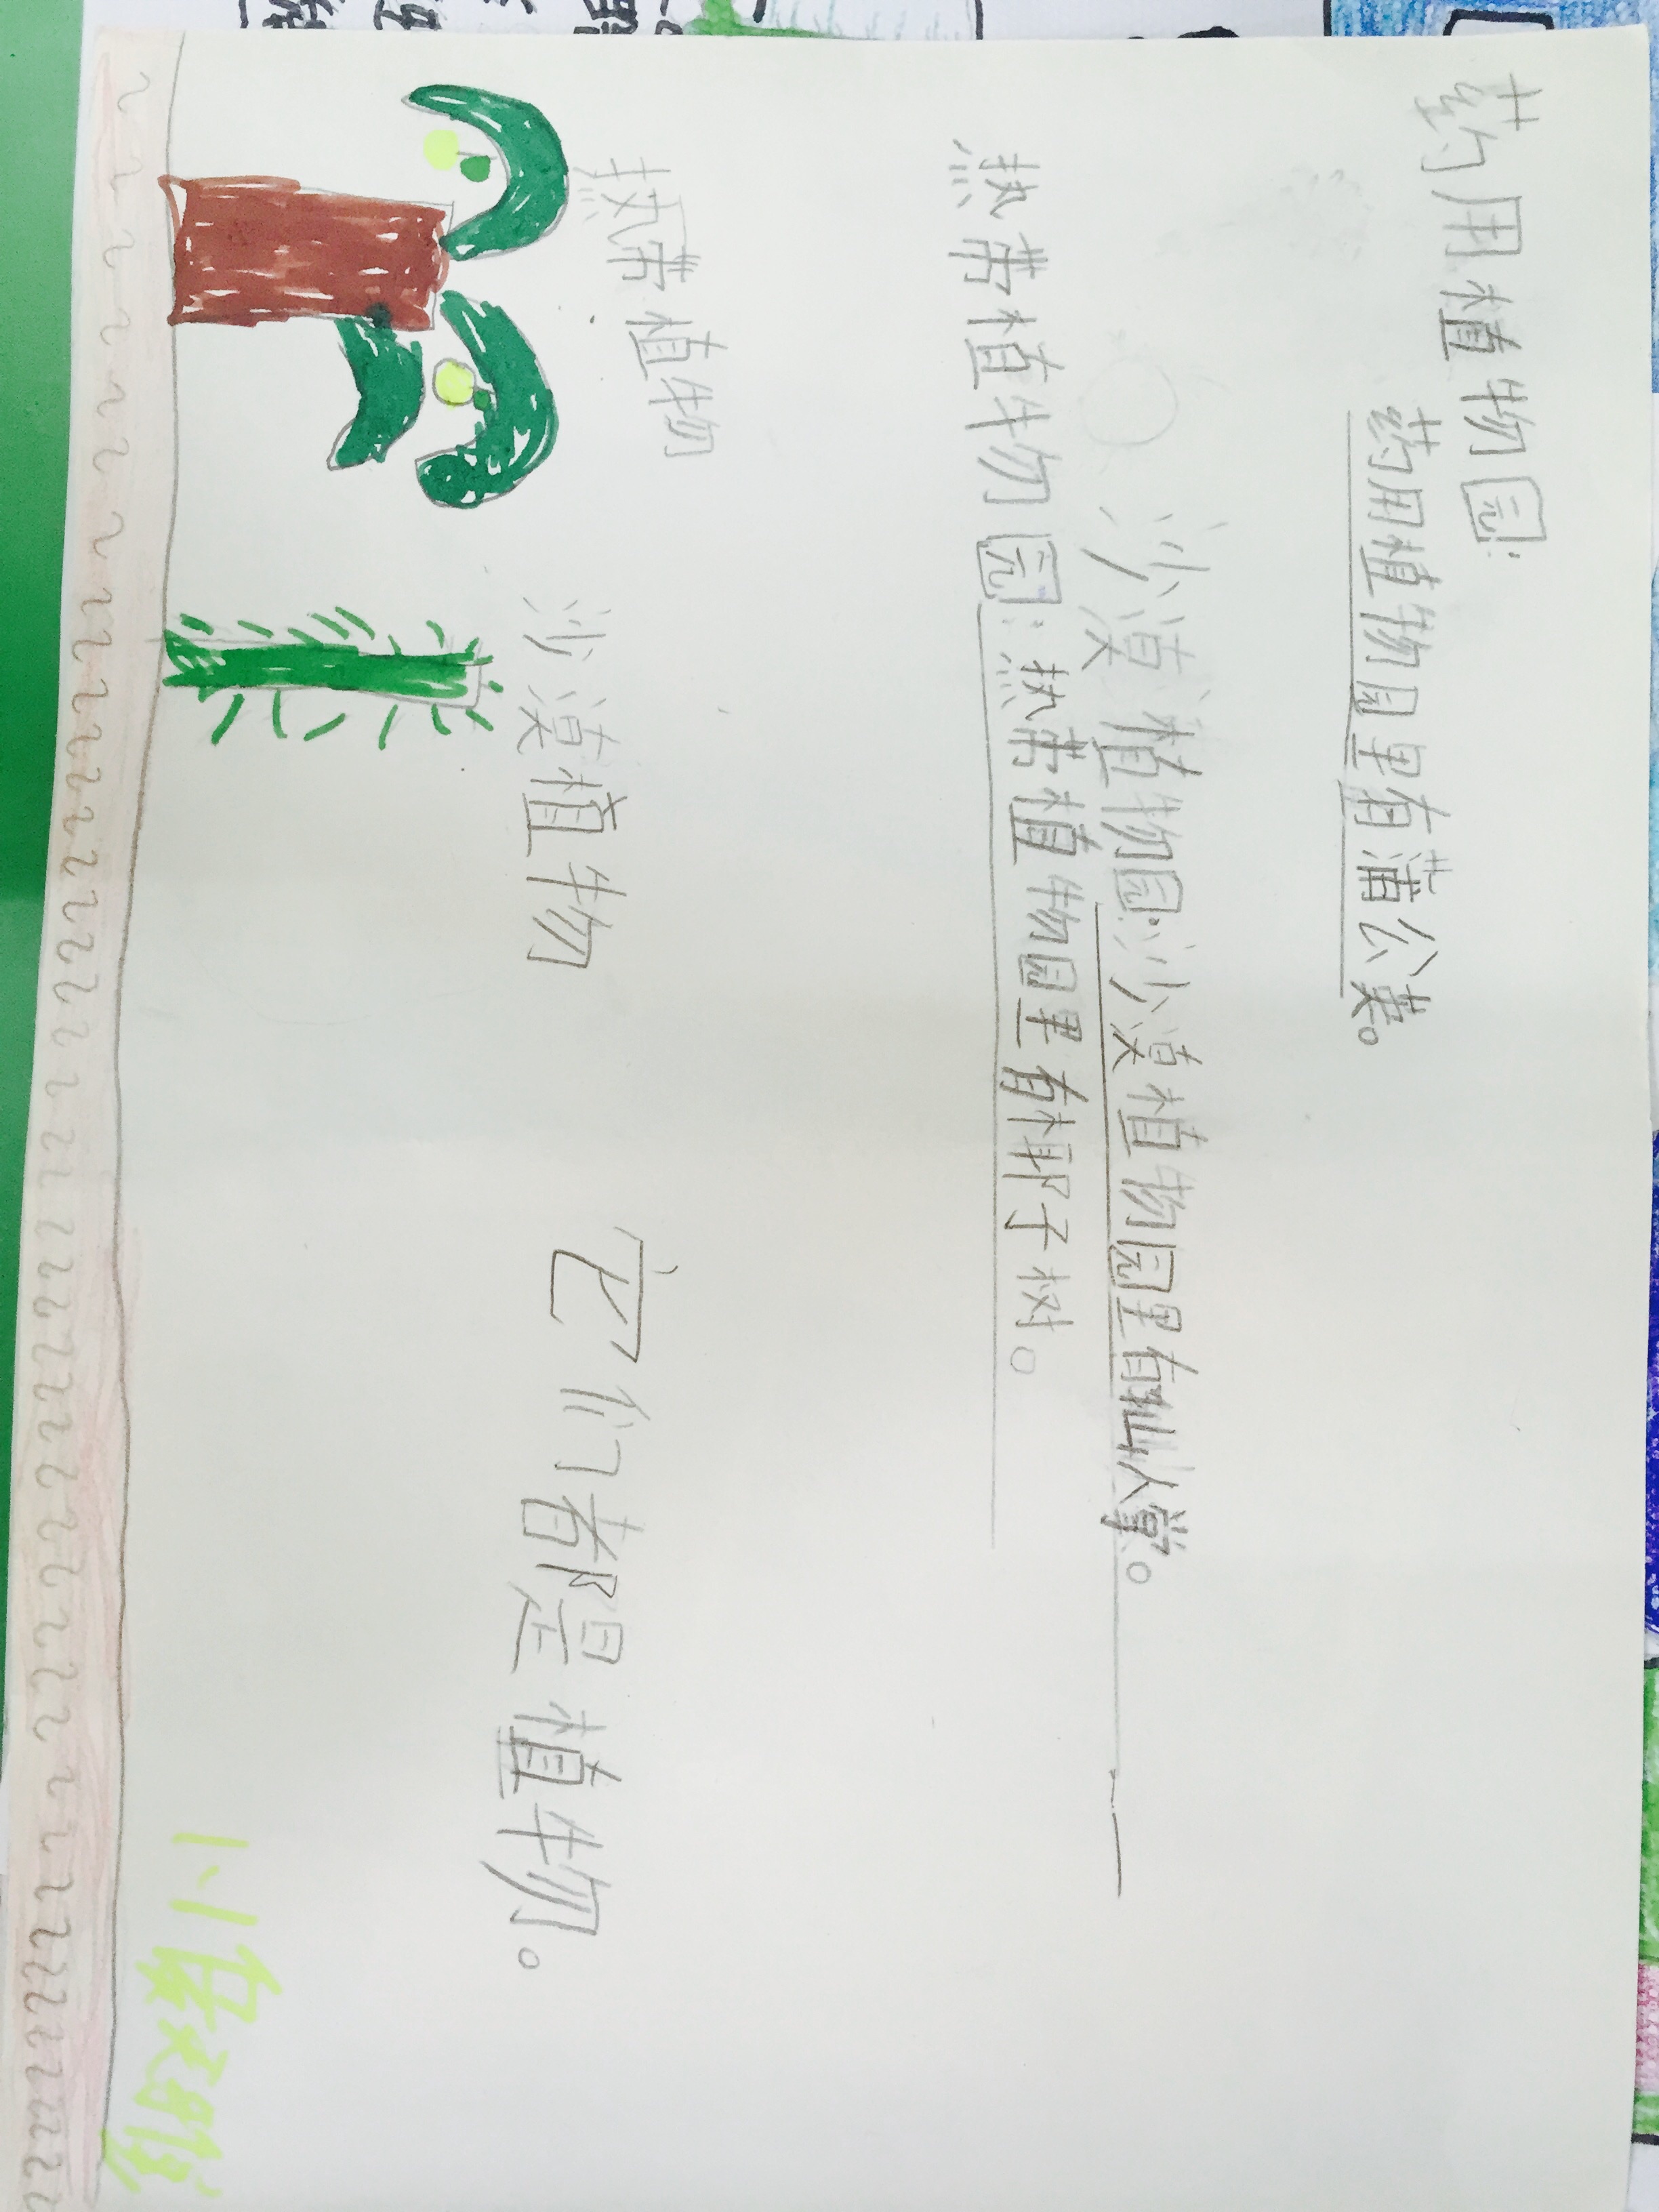 药用植物园:
药用植物园里有蒲公英。
沙漠植物园:沙漠植物园里有仙人掌。
热带植物园:热带植物园里有椰子树。
热带植物
沙漠植物
它们都是植物。
1-1